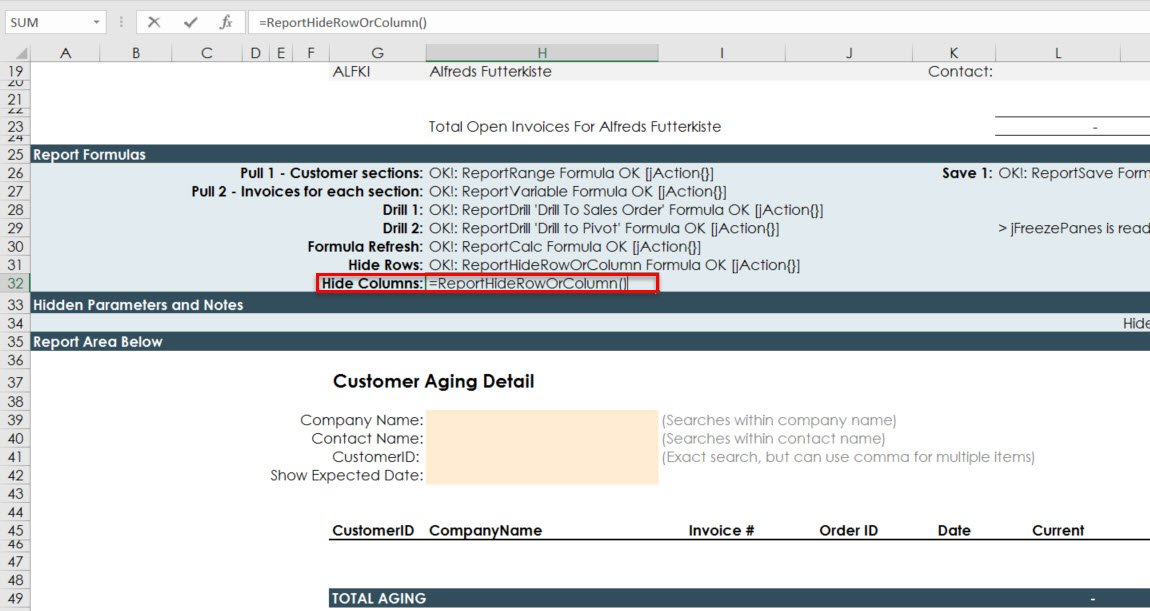 SUM fx =ReportHideRowOrColumn()
A B C D E F G H I J K L
19 ALFKI Alfreds Futterkiste Contact:
20
21
22
23 Total Open Invoices For Alfreds Futterkiste -
24
25 Report Formulas
26 Pull 1 - Customer sections: OK!: ReportRange Formula OK [jAction{}] Save 1: OK!: ReportSave Form
27 Pull 2 - Invoices for each section: OK!: ReportVariable Formula OK [jAction{}]
28 Drill 1: OK!: ReportDrill 'Drill To Sales Order' Formula OK [jAction{}]
29 Drill 2: OK!: ReportDrill 'Drill to Pivot' Formula OK [jAction{}] > jFreezePanes is read
30 Formula Refresh: OK!: ReportCalc Formula OK [jAction{}]
31 Hide Rows: OK!: ReportHideRowOrColumn Formula OK [jAction{}]
32 Hide Columns: =ReportHideRowOrColumn()
33 Hidden Parameters and Notes
34 Hide
35 Report Area Below
36
37 Customer Aging Detail
38
39 Company Name: (Searches within company name)
40 Contact Name: (Searches within contact name)
41 CustomerID: (Exact search, but can use comma for multiple items)
42 Show Expected Date:
43
44
45 CustomerID CompanyName Invoice # Order ID Date Current
46
47
48
49 TOTAL AGING -